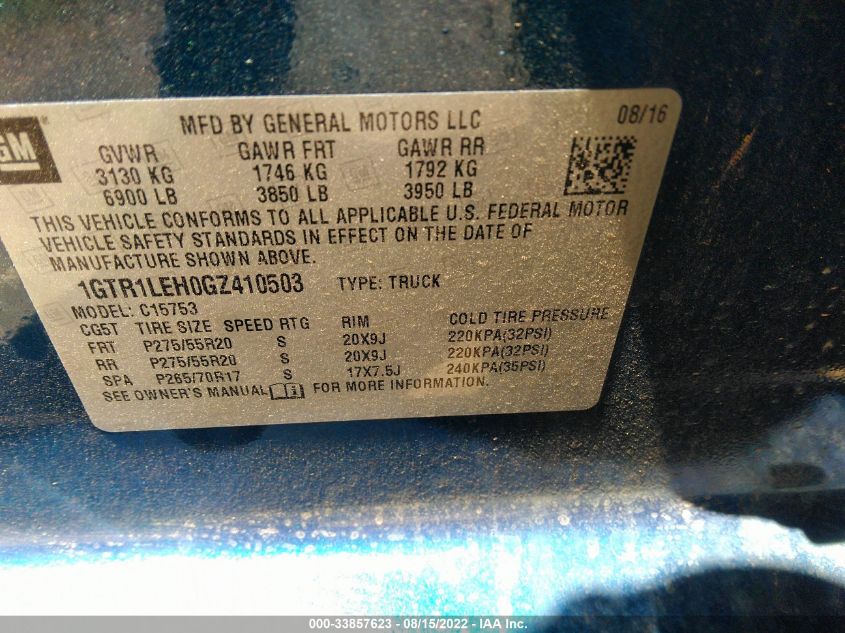 GM
MFD BY GENERAL MOTORS LLC 08/16
GVWR GAWR FRT GAWR RR
3130 KG 1746 KG 1792 KG
6900 LB 3850 LB 3950 LB
THIS VEHICLE CONFORMS TO ALL APPLICABLE U.S. FEDERAL MOTOR
VEHICLE SAFETY STANDARDS IN EFFECT ON THE DATE OF
MANUFACTURE SHOWN ABOVE.
1GTR1LEH0GZ410503 TYPE: TRUCK
MODEL: C15753
CG5T TIRE SIZE SPEED RTG RIM COLD TIRE PRESSURE
FRT P275/55R20 S 20X9J 220KPA(32PSI)
RR P275/55R20 S 20X9J 220KPA(32PSI)
SPA P265/70R17 S 17X7.5J 240KPA(35PSI)
SEE OWNER'S MANUAL FOR MORE INFORMATION.
000-33857623 - 08/15/2022 - IAA Inc.